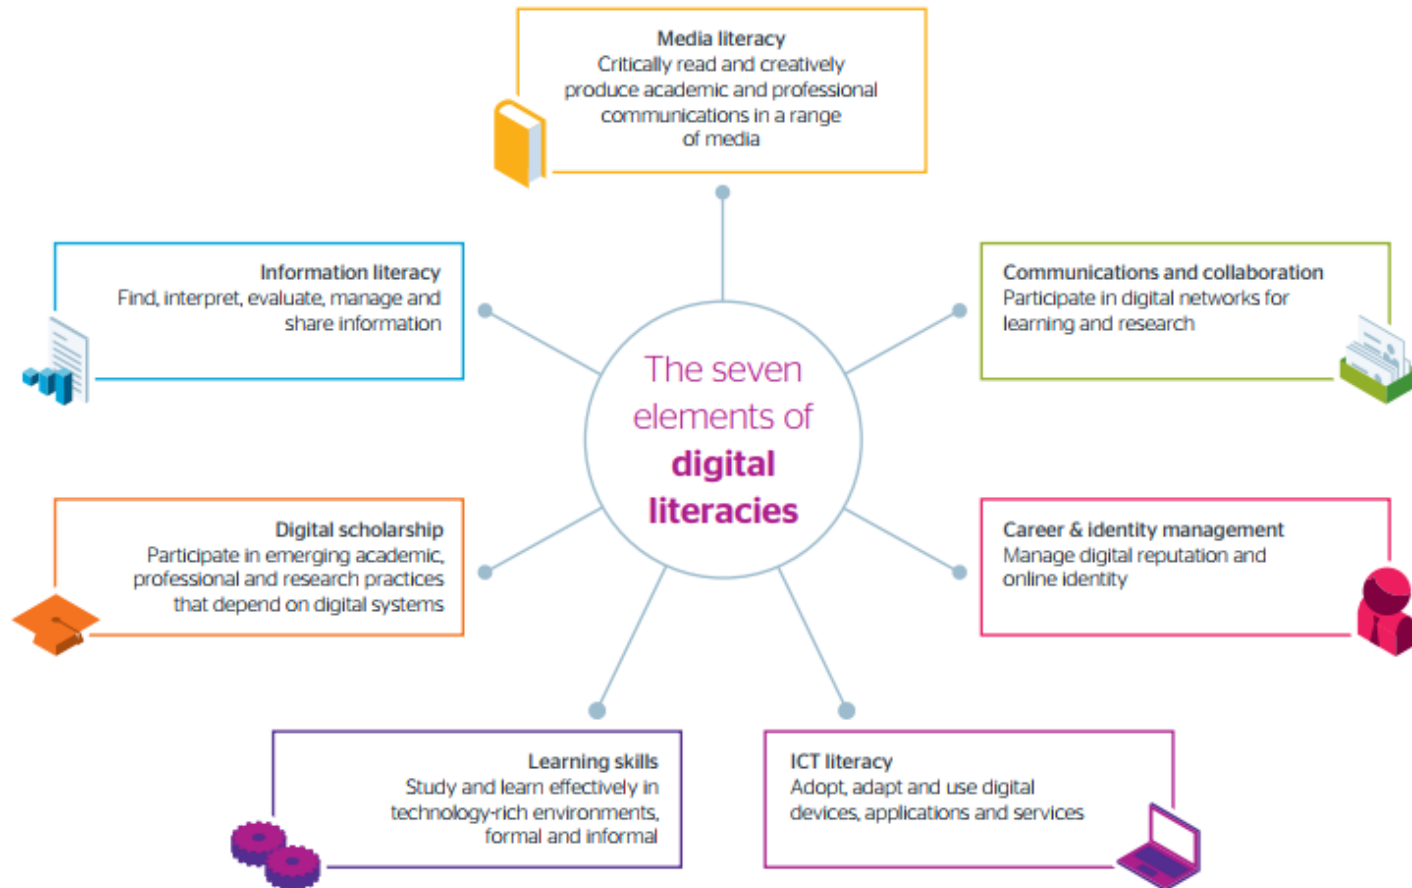 Media literacy
Critically read and creatively
produce academic and professional
communications in a range
of media
Information literacy
Find, interpret, evaluate, manage and
share information
Communications and collaboration
Participate in digital networks for
learning and research
The seven
elements of
digital
literacies
Digital scholarship
Participate in emerging academic,
professional and research practices
that depend on digital systems
Career & identity management
Manage digital reputation and
online identity
Learning skills
Study and learn effectively in
technology-rich environments,
formal and informal
ICT literacy
Adopt, adapt and use digital
devices, applications and services